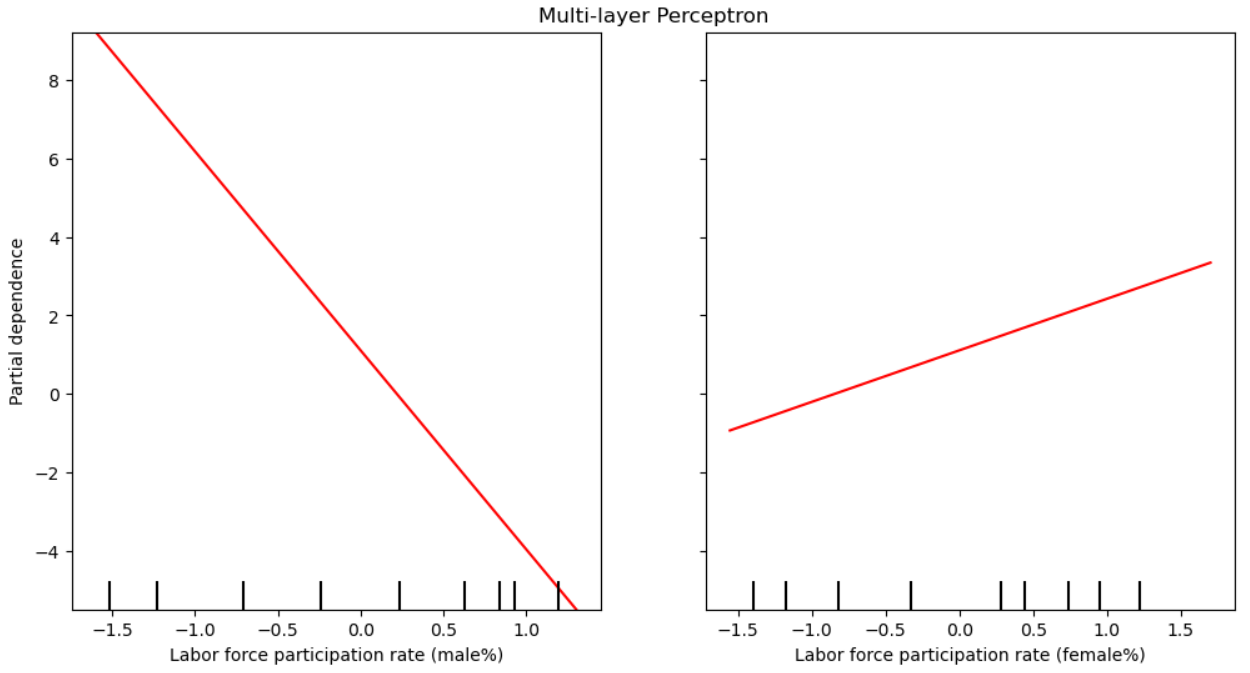 Multi-layer Perceptron
Partial dependence
8
6
4
2
0
−2
−4
−1.5 −1.0 −0.5 0.0 0.5 1.0
Labor force participation rate (male%)
−1.5 −1.0 −0.5 0.0 0.5 1.0 1.5
Labor force participation rate (female%)